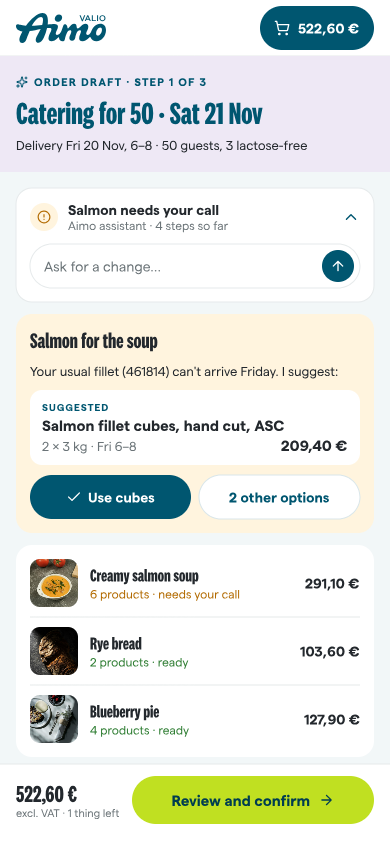 VALIO
Aimo
522,60 €
ORDER DRAFT · STEP 1 OF 3
Catering for 50 · Sat 21 Nov
Delivery Fri 20 Nov, 6–8 · 50 guests, 3 lactose-free
Salmon needs your call
Aimo assistant · 4 steps so far
Ask for a change...
Salmon for the soup
Your usual fillet (461814) can't arrive Friday. I suggest:
SUGGESTED
Salmon fillet cubes, hand cut, ASC
2 × 3 kg · Fri 6–8
209,40 €
Use cubes
2 other options
Creamy salmon soup
6 products · needs your call
291,10 €
Rye bread
2 products · ready
103,60 €
Blueberry pie
4 products · ready
127,90 €
522,60 €
excl. VAT · 1 thing left
Review and confirm